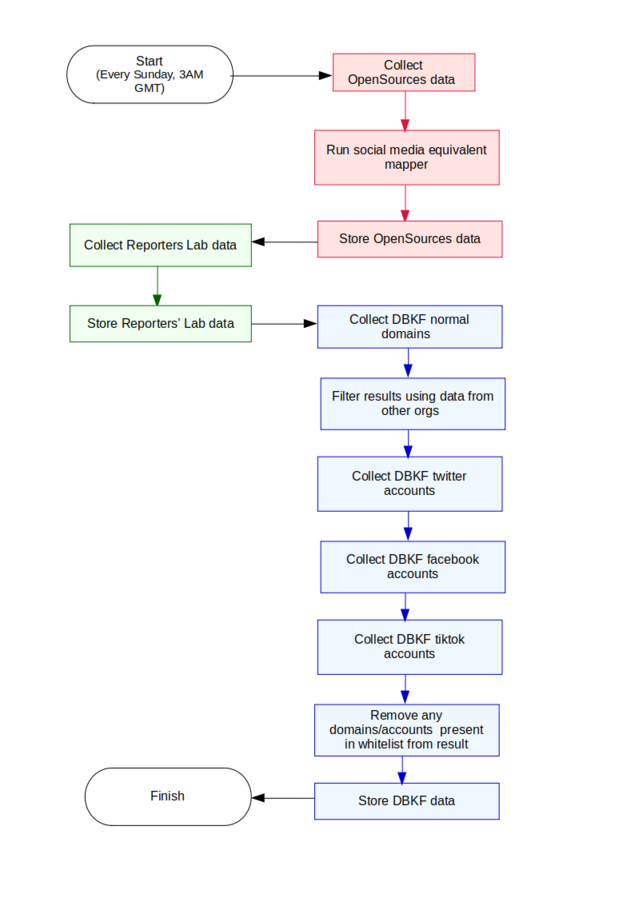 Start
(Every Sunday, 3AM
GMT)
Collect
OpenSources data
Run social media equivalent
mapper
Store OpenSources data
Collect Reporters Lab data
Store Reporters' Lab data
Collect DBKF normal
domains
Filter results using data from
other orgs
Collect DBKF twitter
accounts
Collect DBKF facebook
accounts
Collect DBKF tiktok
accounts
Remove any
domains/accounts present
in whitelist from result
Store DBKF data
Finish